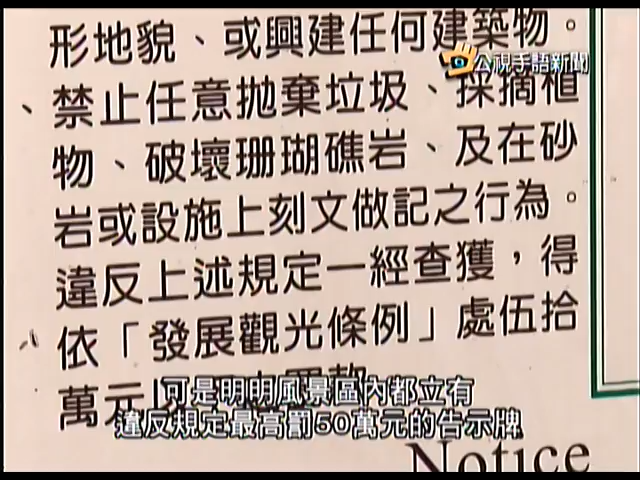 形地貌、或興建任何建築物。
公視手語新聞
、禁止任意拋棄垃圾、採摘植
物、破壞珊瑚礁岩、及在砂
岩或設施上刻文做記之行為。
違反上述規定一經查獲，得
依「發展觀光條例」處伍拾
萬元
可是明明風景區內都立有
違反規定最高罰50萬元的告示牌
Notice